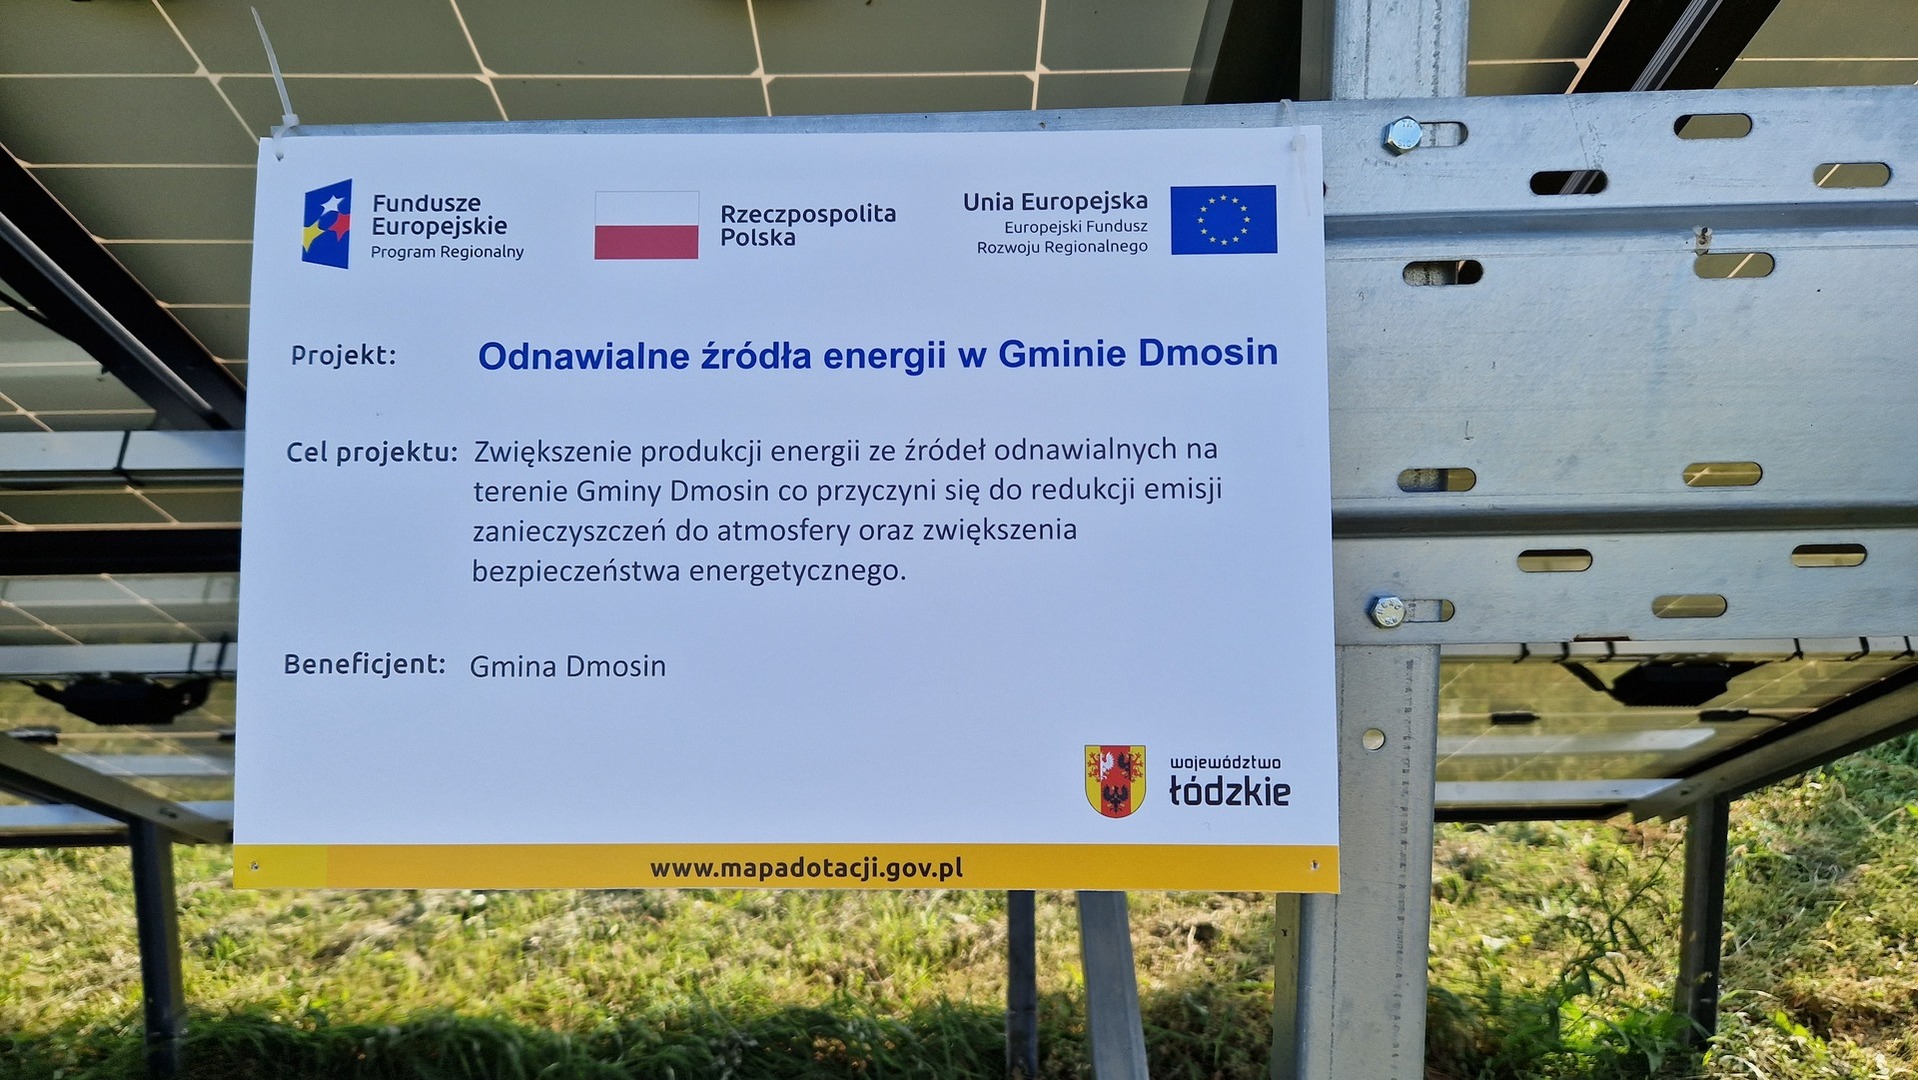 Fundusze
Europejskie
Program Regionalny
Rzeczpospolita
Polska
Unia Europejska
Europejski Fundusz
Rozwoju Regionalnego
Projekt: Odnawialne źródła energii w Gminie Dmosin
Cel projektu: Zwiększenie produkcji energii ze źródeł odnawialnych na
terenie Gminy Dmosin co przyczyni się do redukcji emisji
zanieczyszczeń do atmosfery oraz zwiększenia
bezpieczeństwa energetycznego.
Beneficjent: Gmina Dmosin
województwo
łódzkie
www.mapadotacji.gov.pl